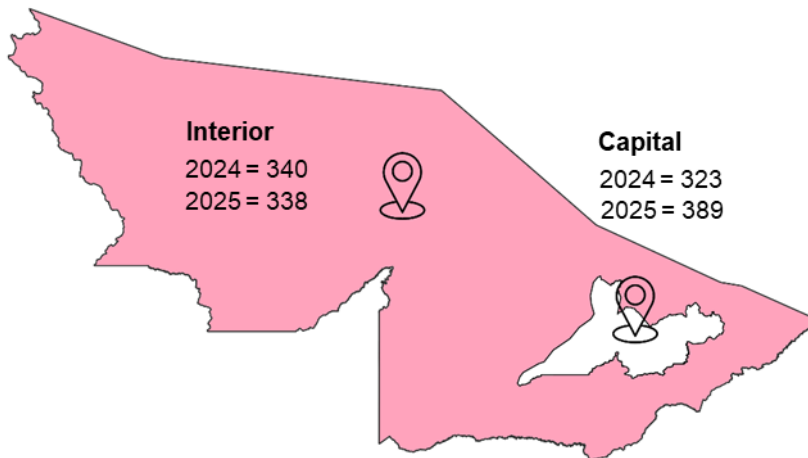 Interior
2024 = 340
2025 = 338
Capital
2024 = 323
2025 = 389